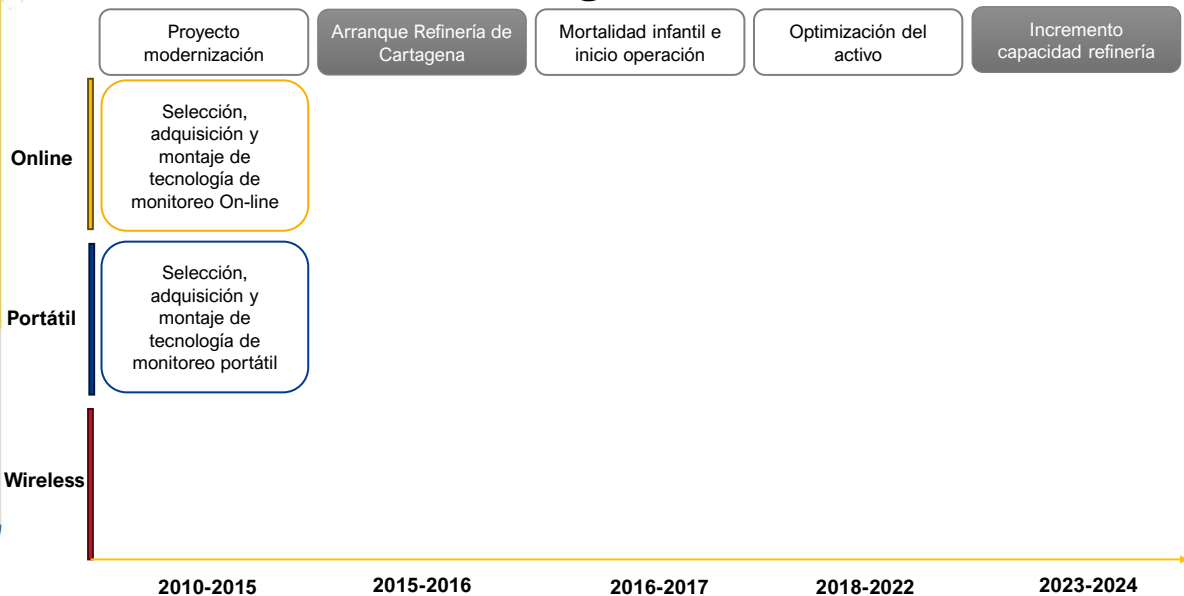 Proyecto
modernización
Arranque Refinería de
Cartagena
Mortalidad infantil e
inicio operación
Optimización del
activo
Incremento
capacidad refinería
Online
Selección,
adquisición y
montaje de
tecnología de
monitoreo On-line
Portátil
Selección,
adquisición y
montaje de
tecnología de
monitoreo portátil
Wireless
2010-2015
2015-2016
2016-2017
2018-2022
2023-2024